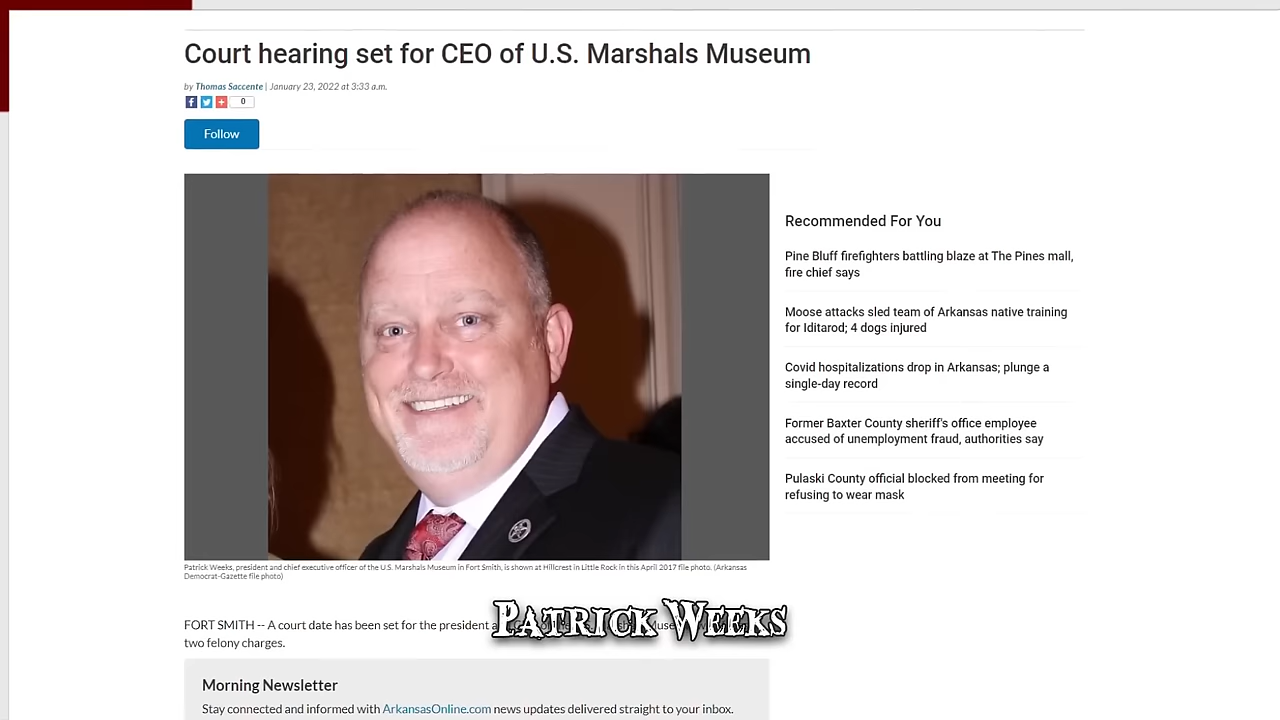 Court hearing set for CEO of U.S. Marshals Museum
by Thomas Saccente | January 23, 2022 at 3:33 a.m.
0
Follow
Recommended For You
Pine Bluff firefighters battling blaze at The Pines mall,
fire chief says
Moose attacks sled team of Arkansas native training
for Iditarod; 4 dogs injured
Covid hospitalizations drop in Arkansas; plunge a
single-day record
Former Baxter County sheriff's office employee
accused of unemployment fraud, authorities say
Pulaski County official blocked from meeting for
refusing to wear mask
Patrick Weeks, president and chief executive officer of the U.S. Marshals Museum in Fort Smith, is shown at Hillcrest in Little Rock in this April 2017 file photo. (Arkansas
Democrat-Gazette file photo)
FORT SMITH -- A court date has been set for the president
Patrick Weeks
two felony charges.
Morning Newsletter
Stay connected and informed with ArkansasOnline.com news updates delivered straight to your inbox.